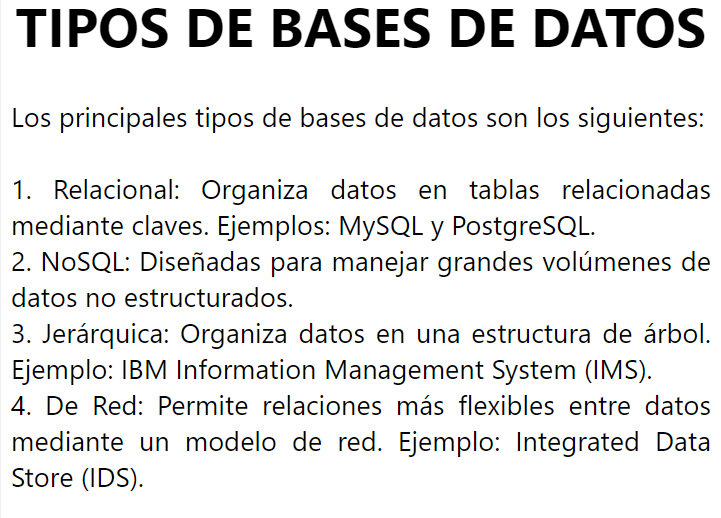 TIPOS DE BASES DE DATOS
Los principales tipos de bases de datos son los siguientes:
1. Relacional: Organiza datos en tablas relacionadas
mediante claves. Ejemplos: MySQL y PostgreSQL.
2. NoSQL: Diseñadas para manejar grandes volúmenes de
datos no estructurados.
3. Jerárquica: Organiza datos en una estructura de árbol.
Ejemplo: IBM Information Management System (IMS).
4. De Red: Permite relaciones más flexibles entre datos
mediante un modelo de red. Ejemplo: Integrated Data
Store (IDS).